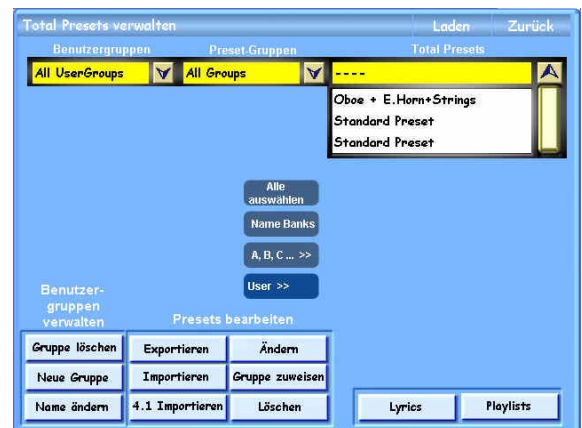 Total Presets verwalten
Laden
Zurück
Benutzergruppen
Preset-Gruppen
Total Presets
All UserGroups
All Groups
----
Oboe + E.Horn+Strings
Standard Preset
Standard Preset
Alle
auswählen
Name Banks
A, B, C ... >>
User >>
Benutzer-
gruppen
verwalten
Presets bearbeiten
Gruppe löschen
Exportieren
Ändern
Neue Gruppe
Importieren
Gruppe zuweisen
Name ändern
4.1 Importieren
Löschen
Lyrics
Playlists